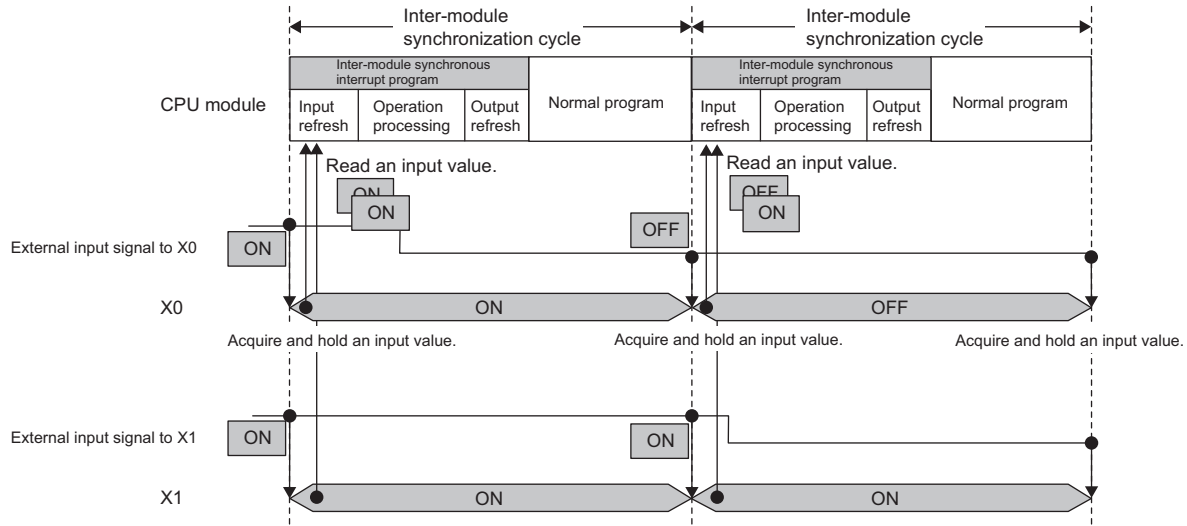 Inter-module
synchronization cycle
Inter-module
synchronization cycle
Inter-module synchronous
interrupt program
Inter-module synchronous
interrupt program
CPU module
Input
refresh
Operation
processing
Output
refresh
Normal program
Input
refresh
Operation
processing
Output
refresh
Normal program
Read an input value.
Read an input value.
ON
ON
OFF
ON
External input signal to X0
ON
OFF
X0
ON
OFF
Acquire and hold an input value.
Acquire and hold an input value.
Acquire and hold an input value.
External input signal to X1
ON
ON
X1
ON
ON